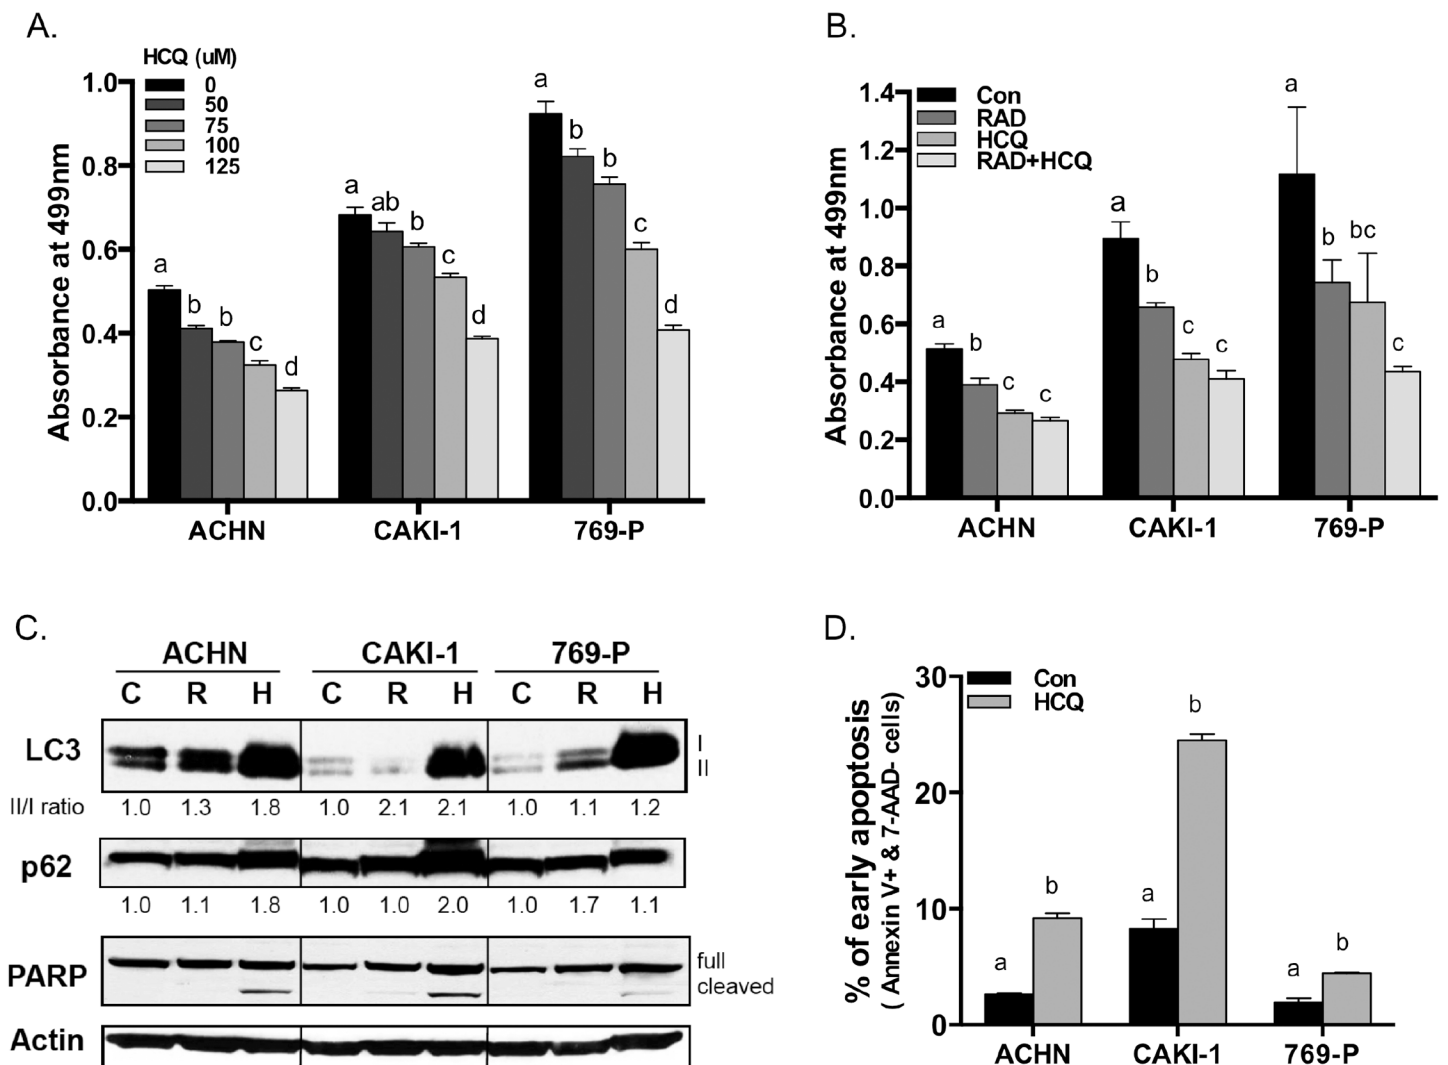 A.
HCQ (uM)
0
50
75
100
125
1.0
0.8
0.6
0.4
0.2
0.0
Absorbance at 499nm
a
b
b
c
d
a
ab
b
c
d
a
b
b
c
d
ACHN
CAKI-1
769-P
B.
Con
RAD
HCQ
RAD+HCQ
1.4
1.2
1.0
0.8
0.6
0.4
0.2
0.0
Absorbance at 499nm
a
b
c
c
a
b
c
c
a
b
bc
c
ACHN
CAKI-1
769-P
C.
ACHN CAKI-1 769-P
C R H C R H C R H
LC3
I
II
II/I ratio 1.0 1.3 1.8 1.0 2.1 2.1 1.0 1.1 1.2
p62
1.0 1.1 1.8 1.0 1.0 2.0 1.0 1.7 1.1
PARP
full
cleaved
Actin
D.
Con
HCQ
30
20
10
0
% of early apoptosis
( Annexin V+ & 7-AAD- cells)
a
b
a
b
a
b
ACHN
CAKI-1
769-P